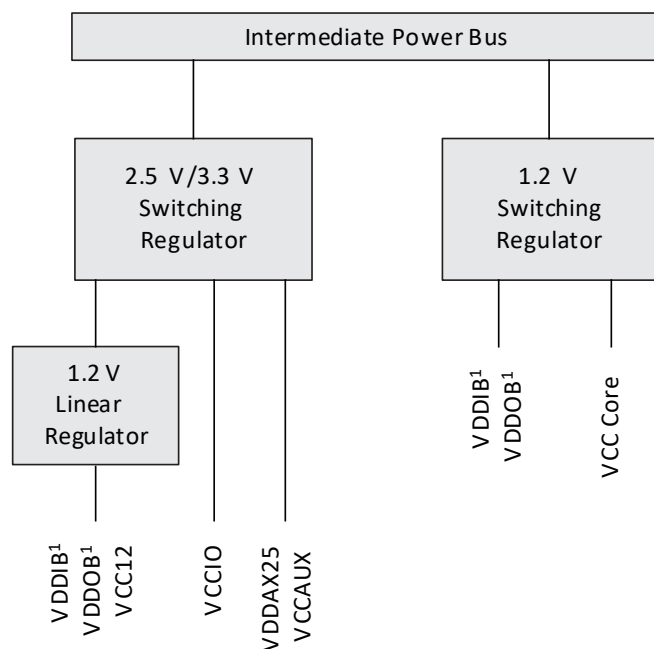 Intermediate Power Bus
2.5 V/3.3 V
Switching
Regulator
1.2 V
Switching
Regulator
1.2 V
Linear
Regulator
VDDIB¹
VDDOB¹
VCC Core
VDDIB¹
VDDOB¹
VCC12
VCCIO
VDDAX25
VCCAUX